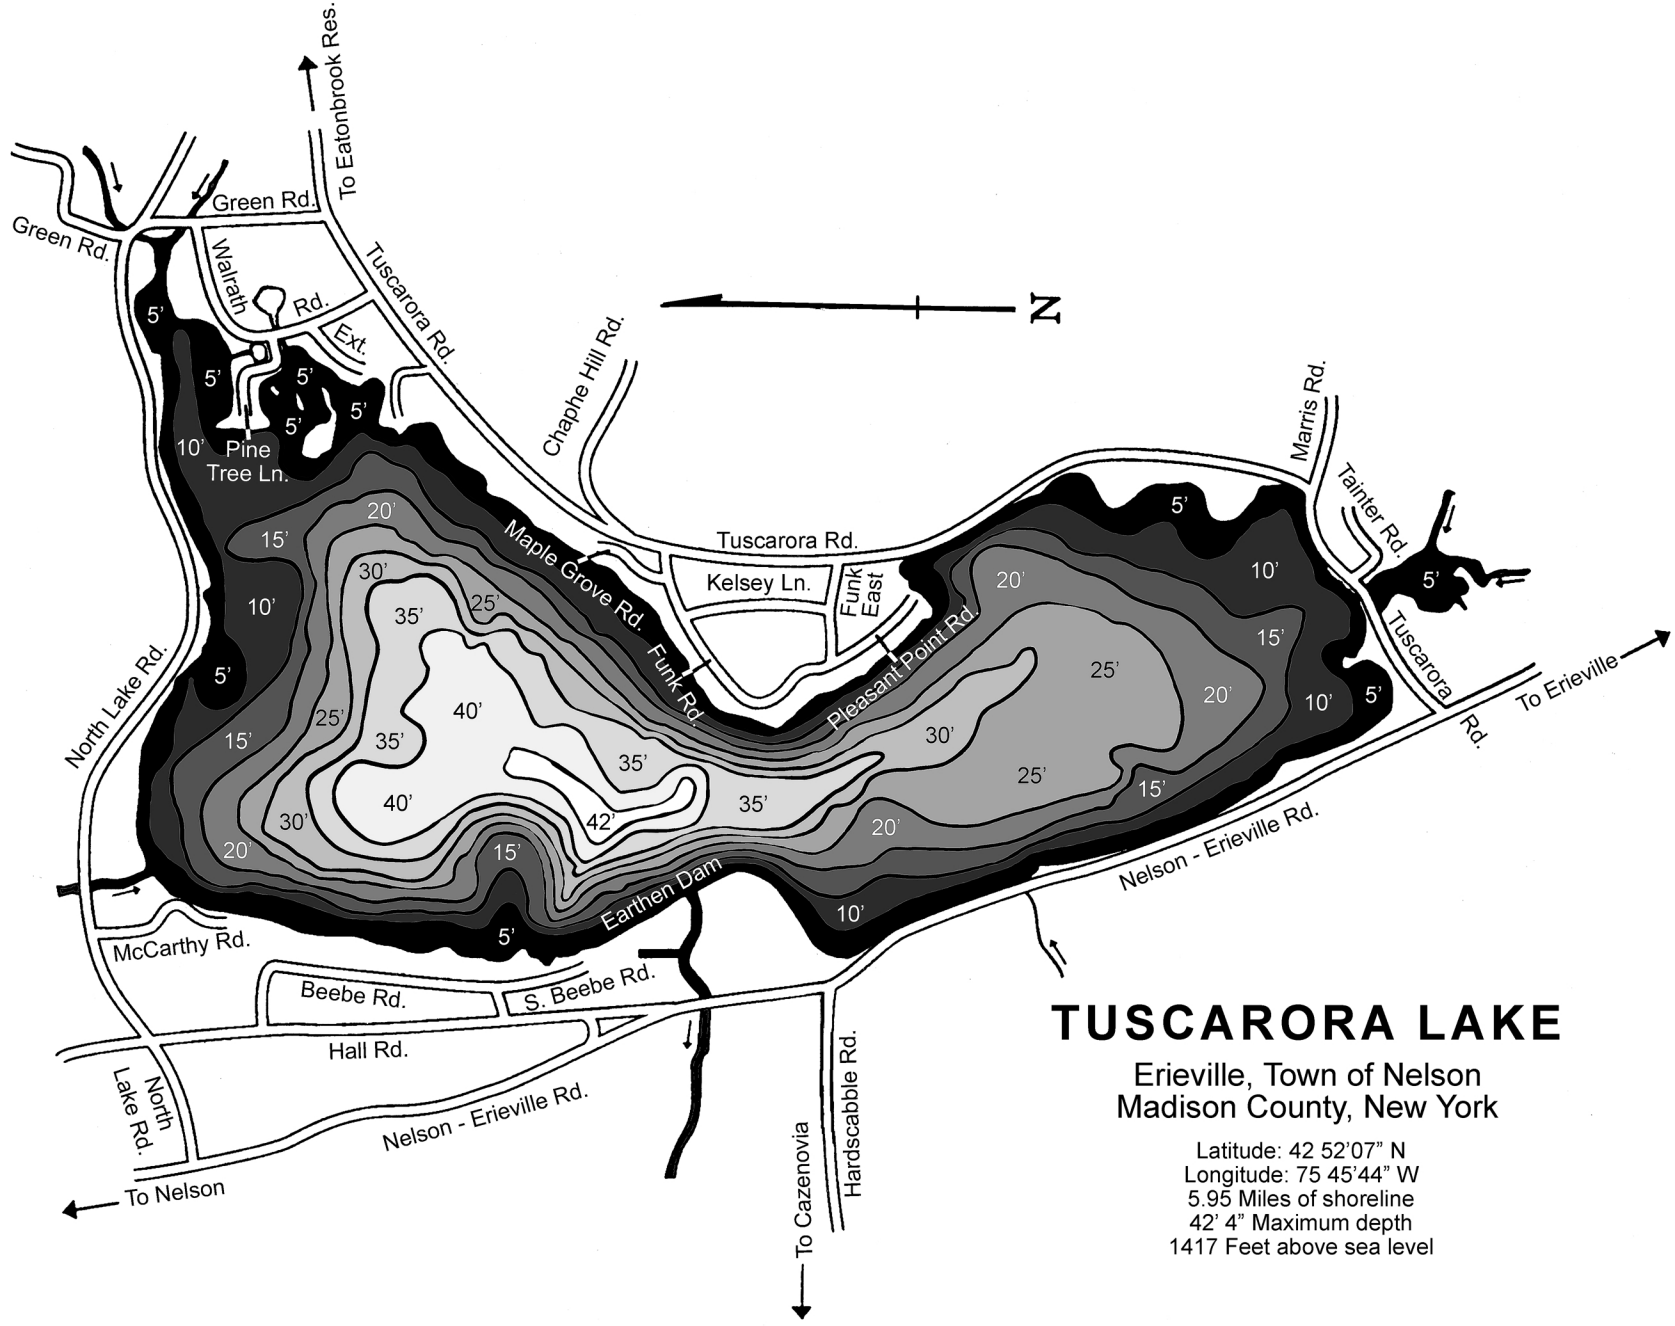 To Eatonbrook Res.
Green Rd.
Green Rd.
Walrath
Rd.
Ext.
Tuscarora Rd.
N
Chaphe Hill Rd.
Marris Rd.
Tainter Rd.
5’
5’
5’
5’
5’
10’
Pine
Tree Ln.
20’
15’
30’
25’
35’
10’
5’
Maple Grove Rd.
Tuscarora Rd.
Kelsey Ln.
Funk
East
Funk Rd.
Pleasant Point Rd.
5’
10’
5’
20’
15’
25’
20’
10’
5’
Tuscarora
Rd.
To Erieville
North Lake Rd.
25’
40’
15’
35’
35’
30’
25’
35’
15’
40’
30’
42’
20’
20’
15’
Earthen Dam
5’
10’
Nelson - Erieville Rd.
McCarthy Rd.
Beebe Rd.
S. Beebe Rd.
Hall Rd.
North
Lake Rd.
Nelson - Erieville Rd.
To Nelson
Hardscabble Rd.
To Cazenovia
TUSCARORA LAKE
Erieville, Town of Nelson
Madison County, New York
Latitude: 42 52’07” N
Longitude: 75 45’44” W
5.95 Miles of shoreline
42’ 4” Maximum depth
1417 Feet above sea level